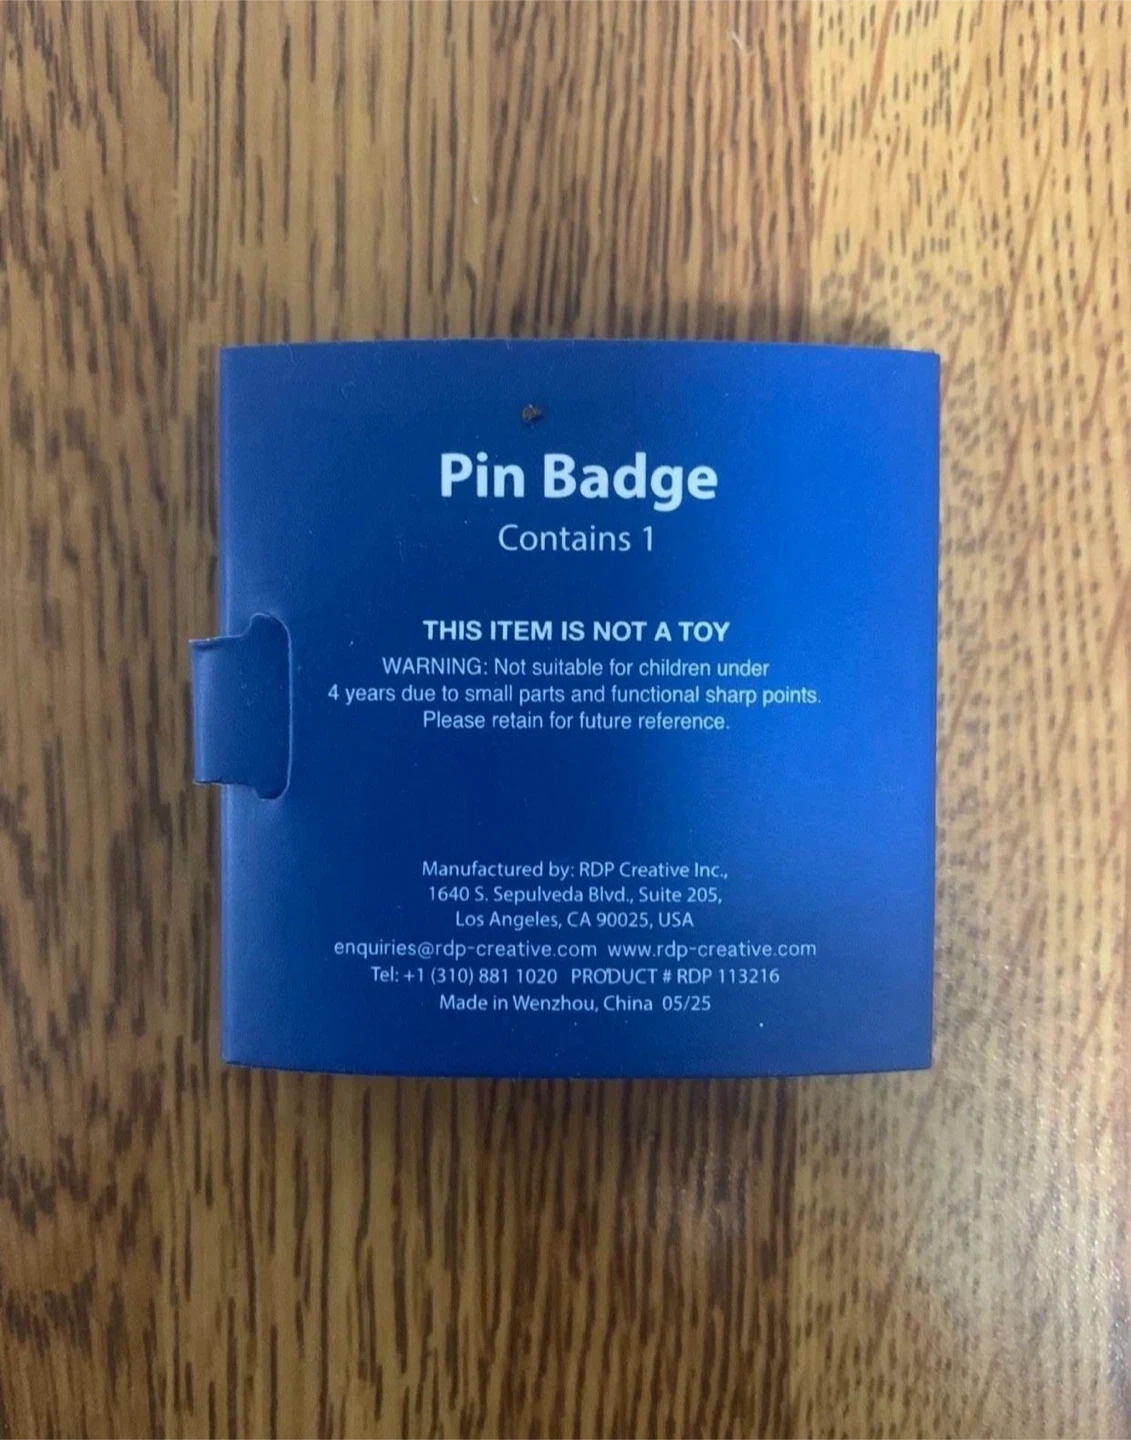 Pin Badge
Contains 1
THIS ITEM IS NOT A TOY
WARNING: Not suitable for children under
4 years due to small parts and functional sharp points.
Please retain for future reference.
Manufactured by: RDP Creative Inc.,
1640 S. Sepulveda Blvd., Suite 205,
Los Angeles, CA 90025, USA
enquiries@rdp-creative.com www.rdp-creative.com
Tel: +1 (310) 881 1020 PRODUCT # RDP 113216
Made in Wenzhou, China 05/25